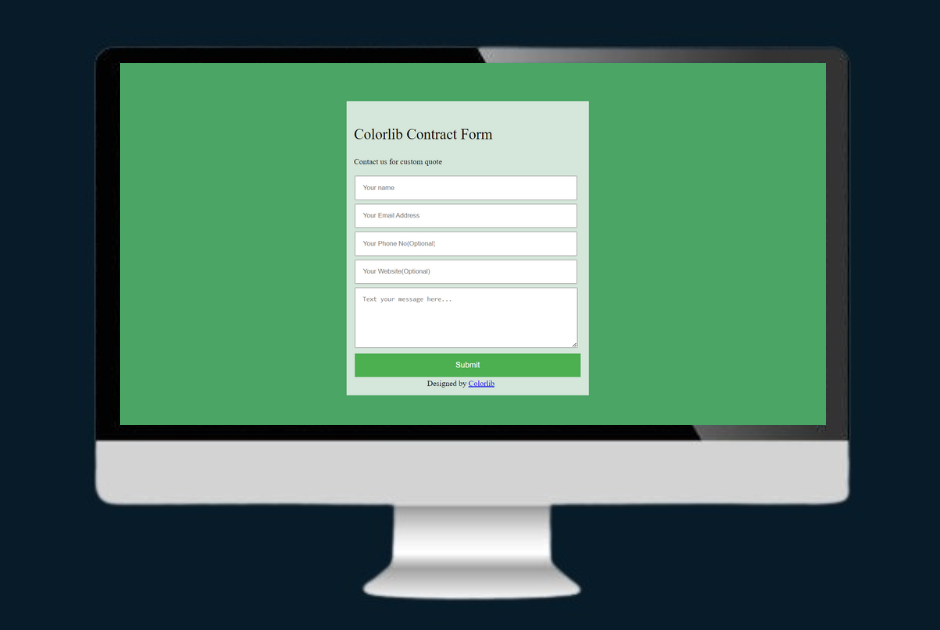 Colorlib Contract Form
Contact us for custom quote
Your name
Your Email Address
Your Phone No(Optional)
Your Website(Optional)
Text your message here...
Submit
Designed by Colorlib